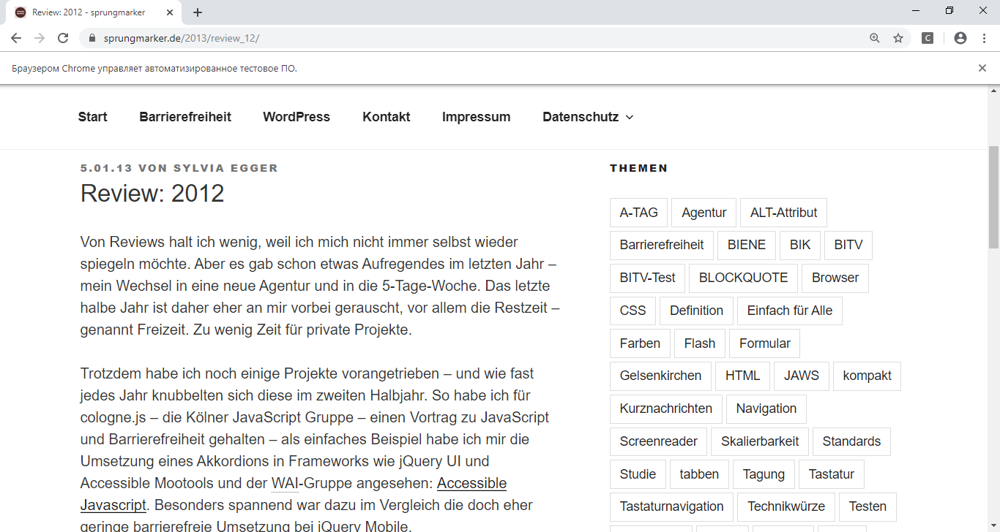 Review: 2012 - sprungmarker
sprungmarker.de/2013/review_12/
C
Браузером Chrome управляет автоматизированное тестовое ПО.
Start Barrierefreiheit WordPress Kontakt Impressum Datenschutz
5.01.13 VON SYLVIA EGGER
Review: 2012
Von Reviews halt ich wenig, weil ich mich nicht immer selbst wieder
spiegeln möchte. Aber es gab schon etwas Aufregendes im letzten Jahr –
mein Wechsel in eine neue Agentur und in die 5-Tage-Woche. Das letzte
halbe Jahr ist daher eher an mir vorbei gerauscht, vor allem die Restzeit –
genannt Freizeit. Zu wenig Zeit für private Projekte.
Trotzdem habe ich noch einige Projekte vorangetrieben – und wie fast
jedes Jahr knubbelten sich diese im zweiten Halbjahr. So habe ich für
cologne.js – die Kölner JavaScript Gruppe – einen Vortrag zu JavaScript
und Barrierefreiheit gehalten – als einfaches Beispiel habe ich mir die
Umsetzung eines Akkordions in Frameworks wie jQuery UI und
Accessible Mootools und der WAI-Gruppe angesehen: Accessible
Javascript. Besonders spannend war dazu im Vergleich die doch eher
geringe barrierefreie Umsetzung bei jQuery Mobile.
THEMEN
A-TAG Agentur ALT-Attribut
Barrierefreiheit BIENE BIK BITV
BITV-Test BLOCKQUOTE Browser
CSS Definition Einfach für Alle
Farben Flash Formular
Gelsenkirchen HTML JAWS kompakt
Kurznachrichten Navigation
Screenreader Skalierbarkeit Standards
Studie tabben Tagung Tastatur
Tastaturnavigation Technikwürze Testen